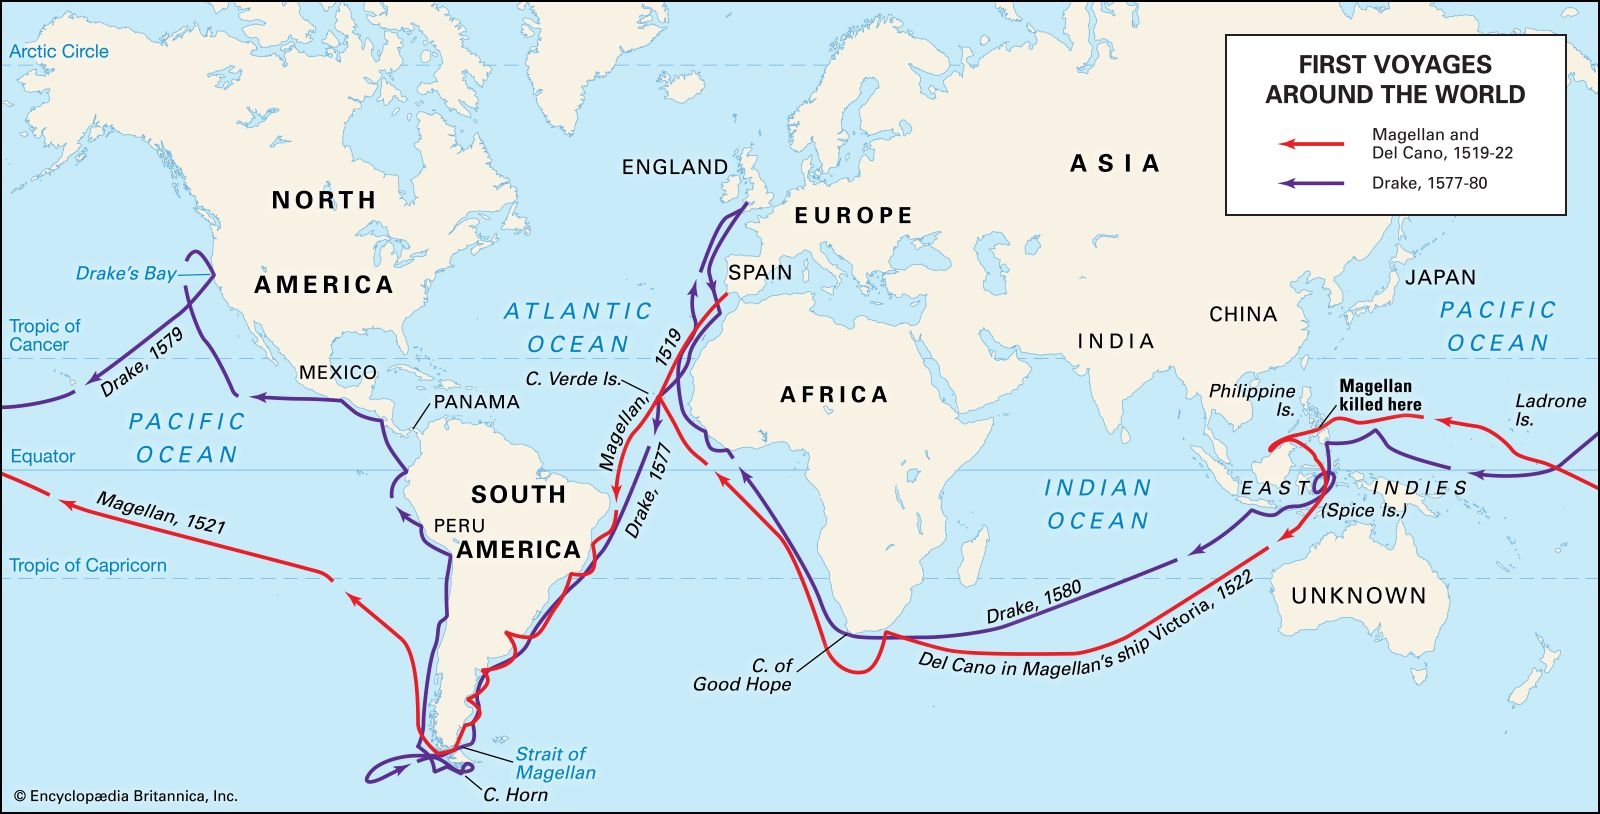 Arctic Circle
FIRST VOYAGES
AROUND THE WORLD
Magellan and
Del Cano, 1519-22
Drake, 1577-80
ENGLAND
ASIA
NORTH
AMERICA
EUROPE
Drake's Bay
SPAIN
JAPAN
ATLANTIC
OCEAN
CHINA
PACIFIC
OCEAN
Tropic of
Cancer
INDIA
Drake, 1579
MEXICO
1519
C. Verde Is.
AFRICA
Philippine
Is.
Magellan
killed here
Ladrone
Is.
PANAMA
PACIFIC
OCEAN
Magellan,
Equator
Drake, 1577
INDIAN
OCEAN
EAST INDIES
(Spice Is.)
SOUTH
AMERICA
Magellan, 1521
PERU
Tropic of Capricorn
Drake, 1580
UNKNOWN
Del Cano in Magellan's ship Victoria, 1522
C. of
Good Hope
Strait of
Magellan
C. Horn
© Encyclopædia Britannica, Inc.